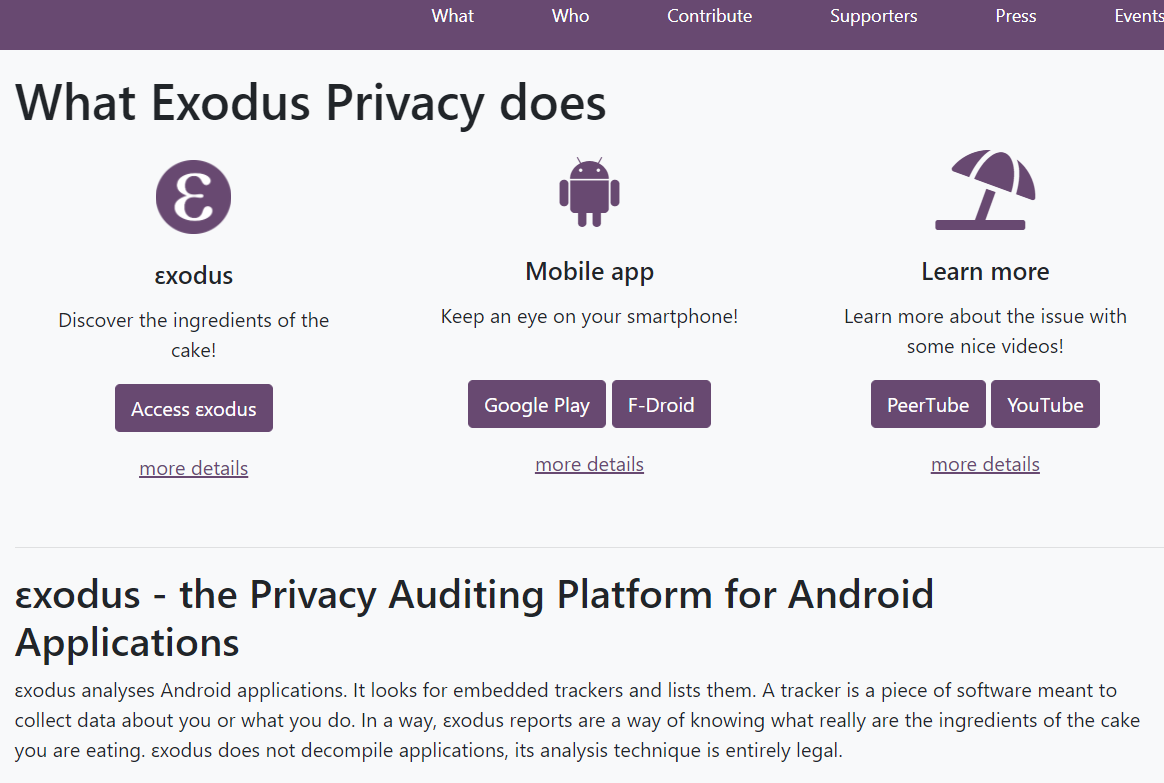 What Who Contribute Supporters Press Events
What Exodus Privacy does
ε
εxodus
Discover the ingredients of the
cake!
Access εxodus
more details
Mobile app
Keep an eye on your smartphone!
Google Play F-Droid
more details
Learn more
Learn more about the issue with
some nice videos!
PeerTube YouTube
more details
εxodus - the Privacy Auditing Platform for Android
Applications
εxodus analyses Android applications. It looks for embedded trackers and lists them. A tracker is a piece of software meant to
collect data about you or what you do. In a way, εxodus reports are a way of knowing what really are the ingredients of the cake
you are eating. εxodus does not decompile applications, its analysis technique is entirely legal.